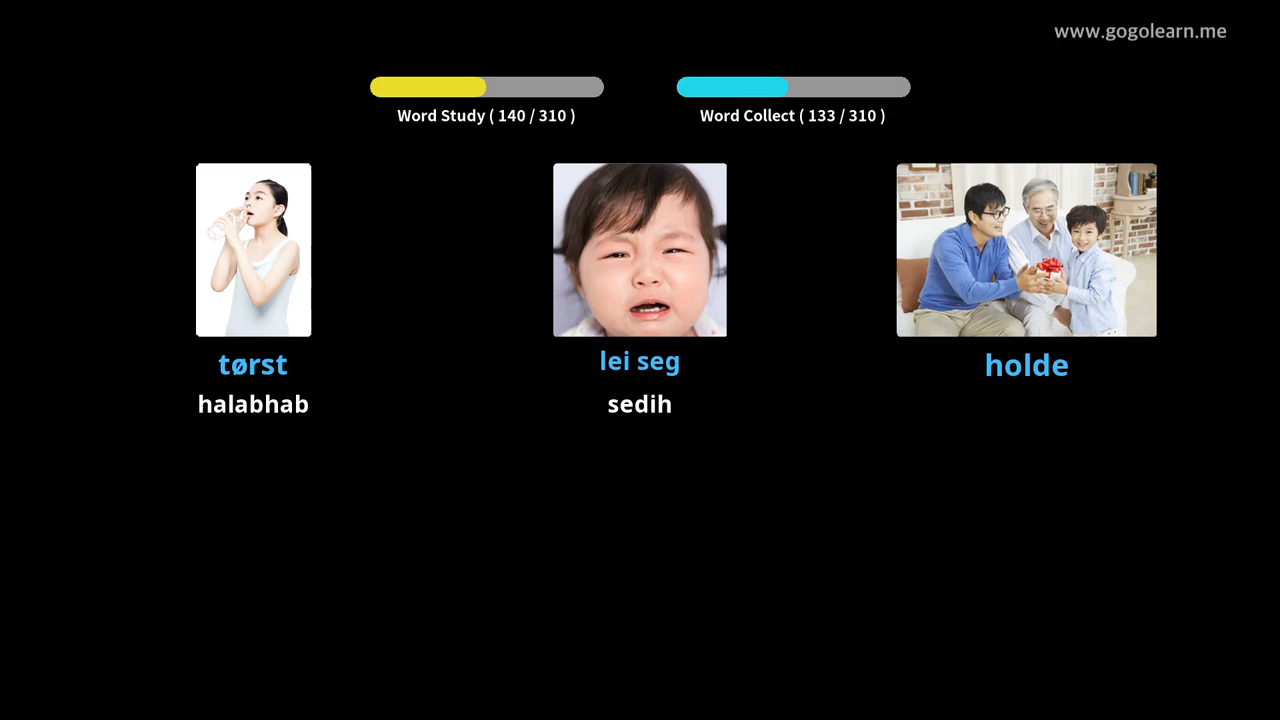 www.gogolearn.me
Word Study ( 140 / 310 )
Word Collect ( 133 / 310 )
tørst
lei seg
holde
halabhab
sedih